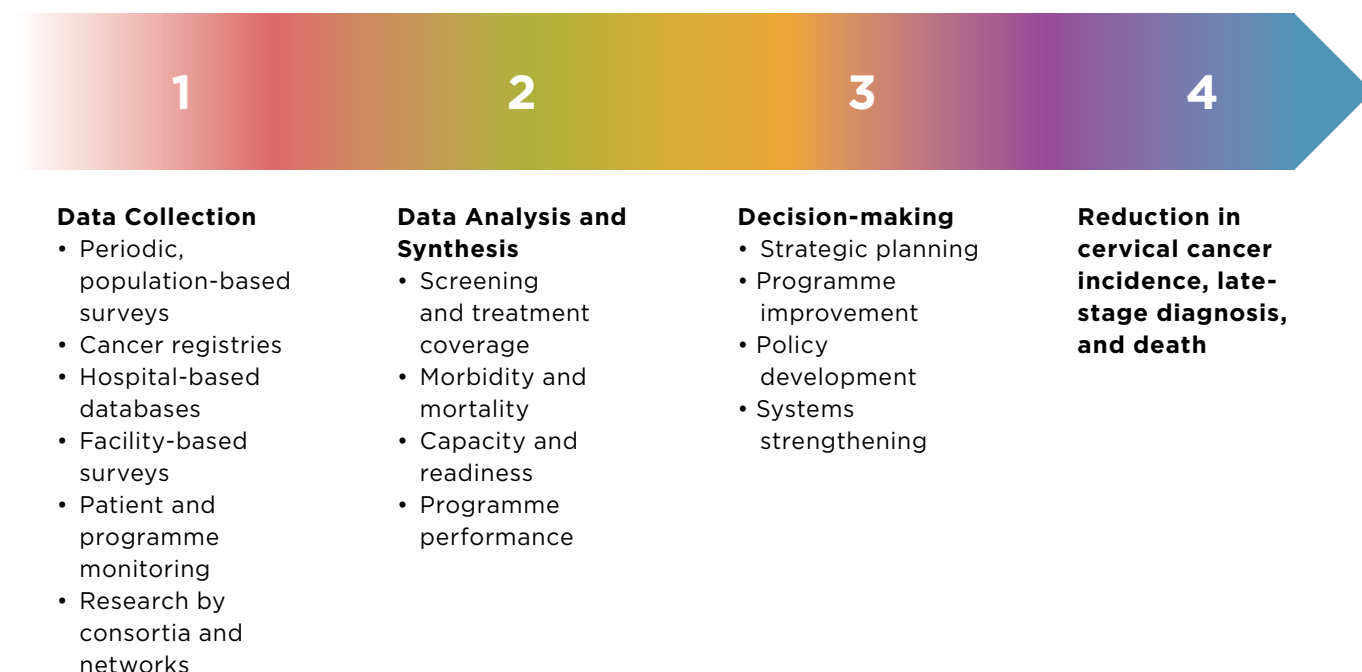 1
2
3
4
Data Collection
• Periodic,
population-based
surveys
• Cancer registries
• Hospital-based
databases
• Facility-based
surveys
• Patient and
programme
monitoring
• Research by
consortia and
networks
Data Analysis and
Synthesis
• Screening
and treatment
coverage
• Morbidity and
mortality
• Capacity and
readiness
• Programme
performance
Decision-making
• Strategic planning
• Programme
improvement
• Policy
development
• Systems
strengthening
Reduction in
cervical cancer
incidence, late-
stage diagnosis,
and death